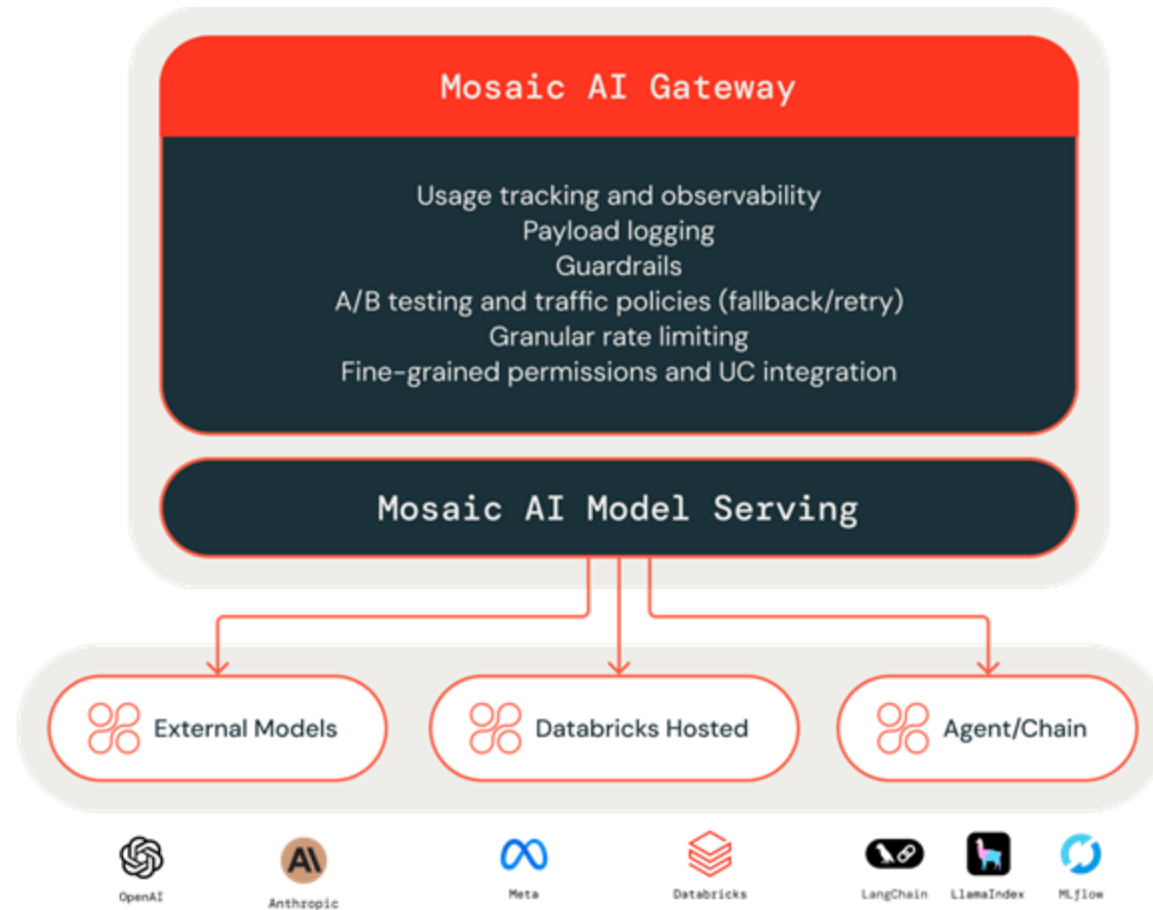 Mosaic AI Gateway
Usage tracking and observability
Payload logging
Guardrails
A/B testing and traffic policies (fallback/retry)
Granular rate limiting
Fine-grained permissions and UC integration
Mosaic AI Model Serving
External Models
Databricks Hosted
Agent/Chain
OpenAI
Anthropic
Meta
Databricks
LangChain
LlamaIndex
MLflow